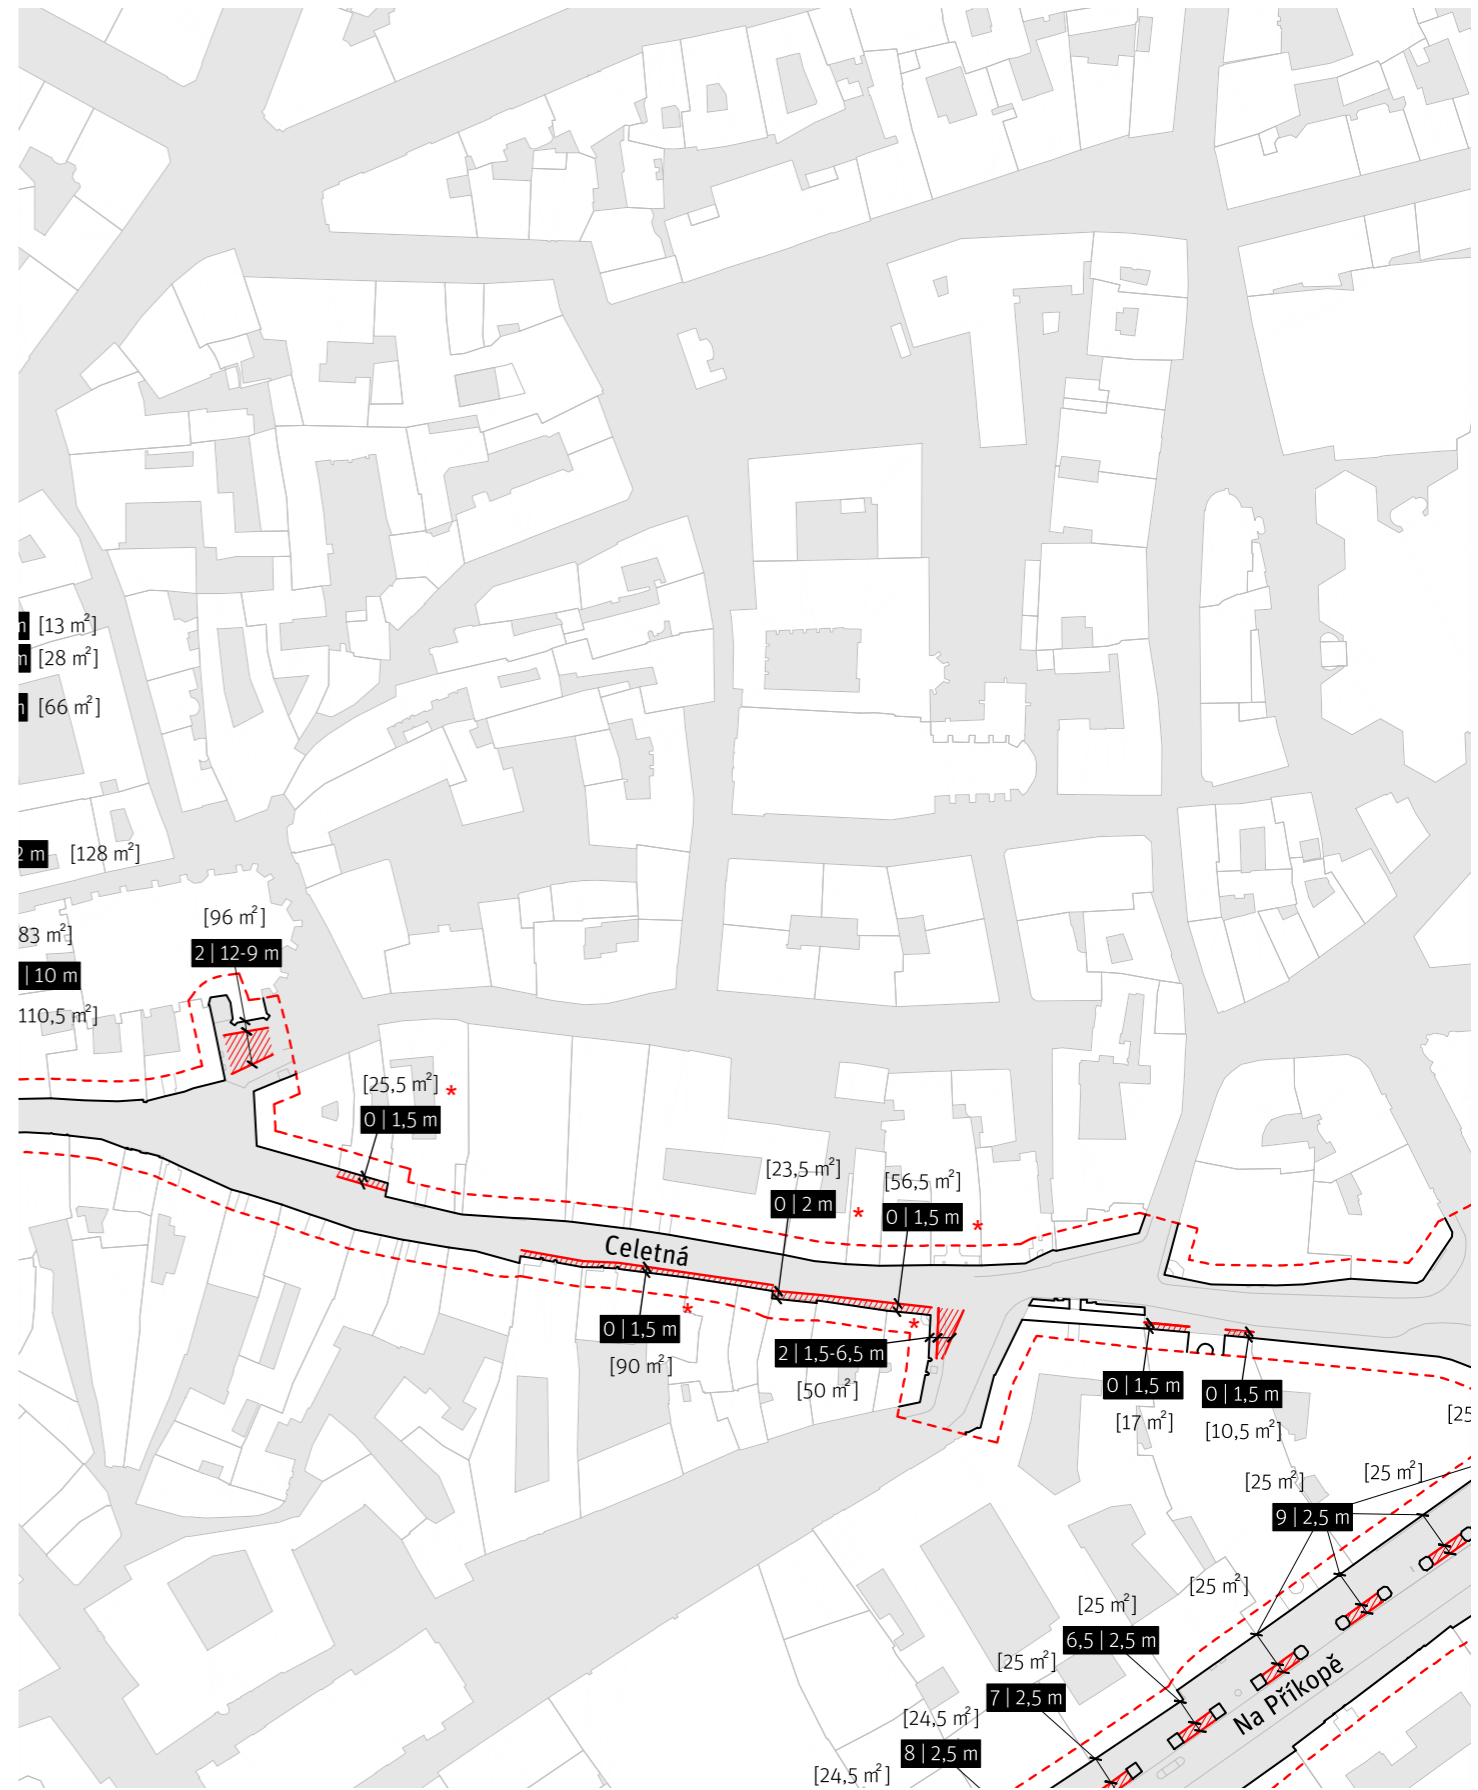 m [13 m²]
m [28 m²]
m [66 m²]
2 m [128 m²]
[96 m²]
83 m²]
2 | 12-9 m
| 10 m
110,5 m²]
[25,5 m²] *
0 | 1,5 m
[23,5 m²]
0 | 2 m *
[56,5 m²]
0 | 1,5 m *
Celetná
0 | 1,5 m *
[90 m²]
*
2 | 1,5-6,5 m
[50 m²]
0 | 1,5 m
[17 m²]
0 | 1,5 m
[10,5 m²]
[25
[25 m²]
[25 m²]
9 | 2,5 m
[25 m²]
[25 m²]
6,5 | 2,5 m
[25 m²]
7 | 2,5 m
Na Příkopě
[24,5 m²]
8 | 2,5 m
[24,5 m²]